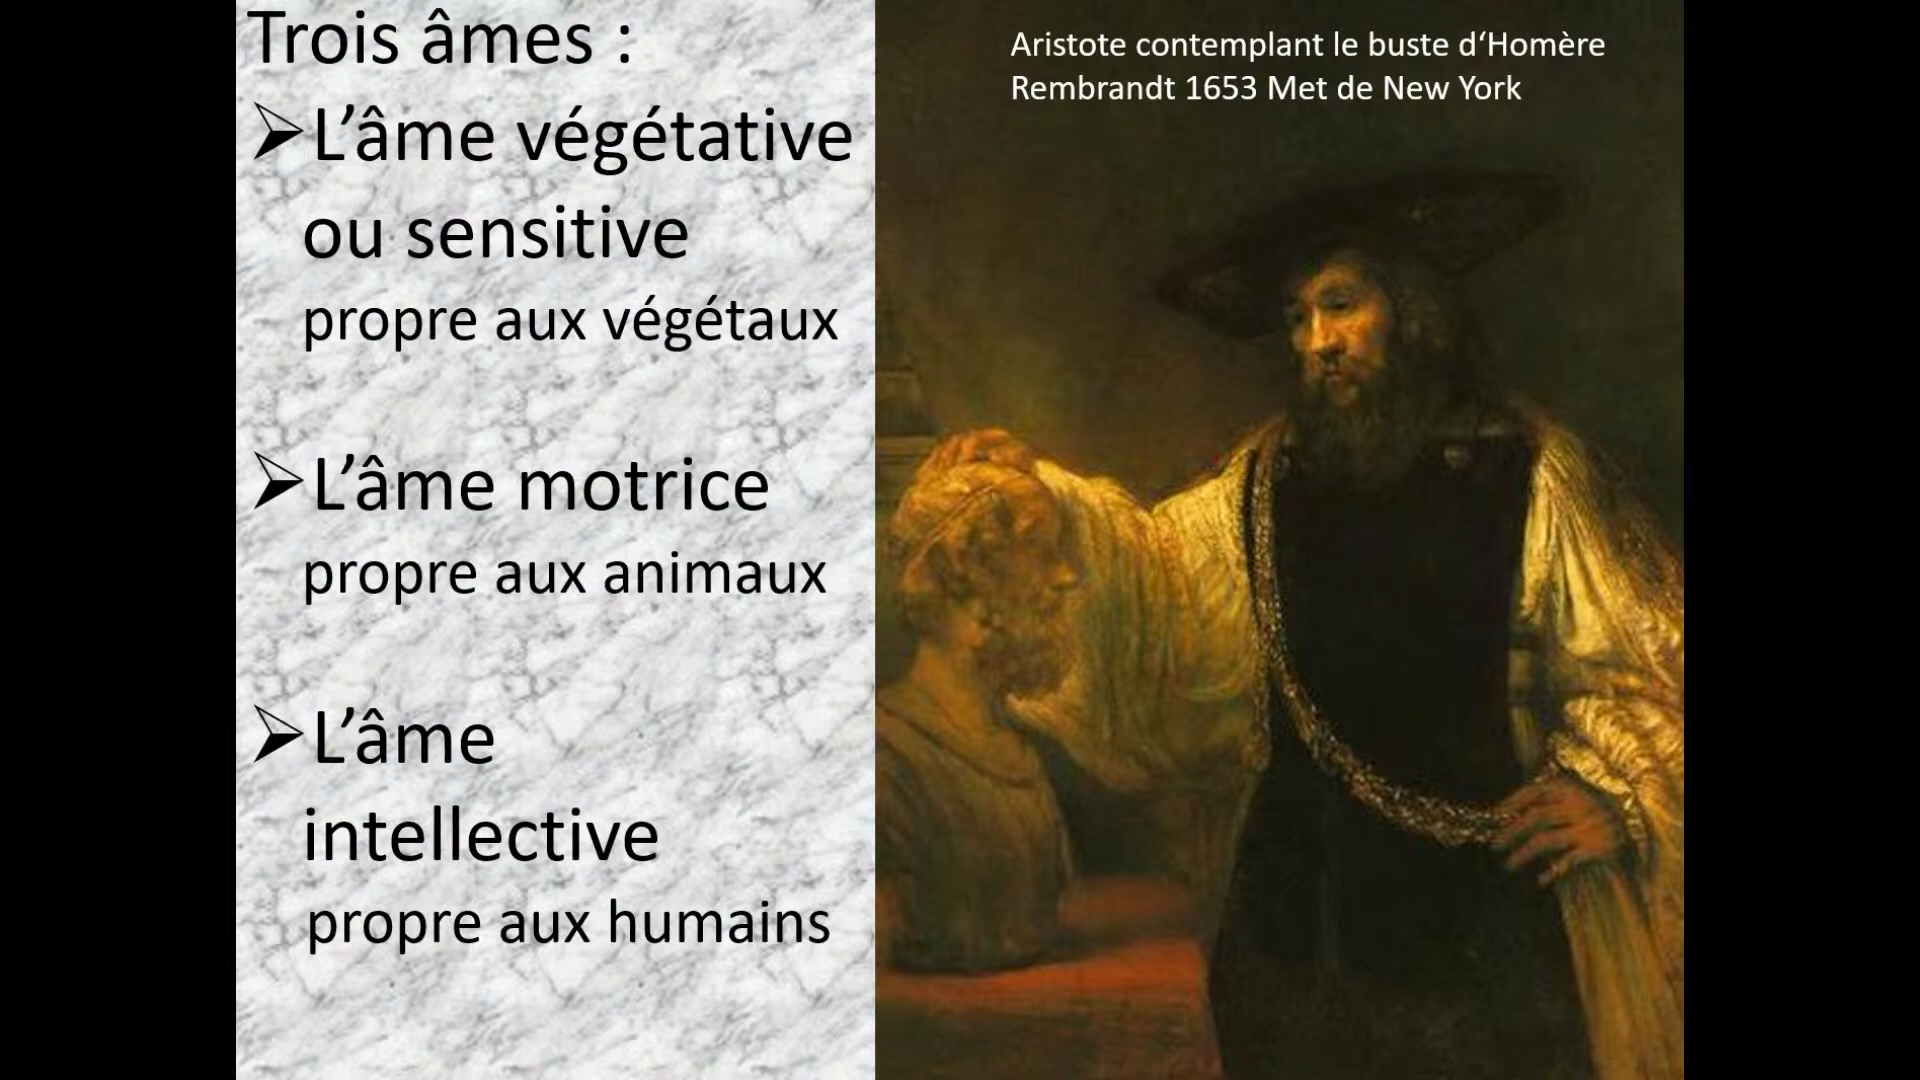 Trois âmes :
➢L’âme végétative
ou sensitive
propre aux végétaux
➢L’âme motrice
propre aux animaux
➢L’âme
intellective
propre aux humains
Aristote contemplant le buste d‘Homère
Rembrandt 1653 Met de New York